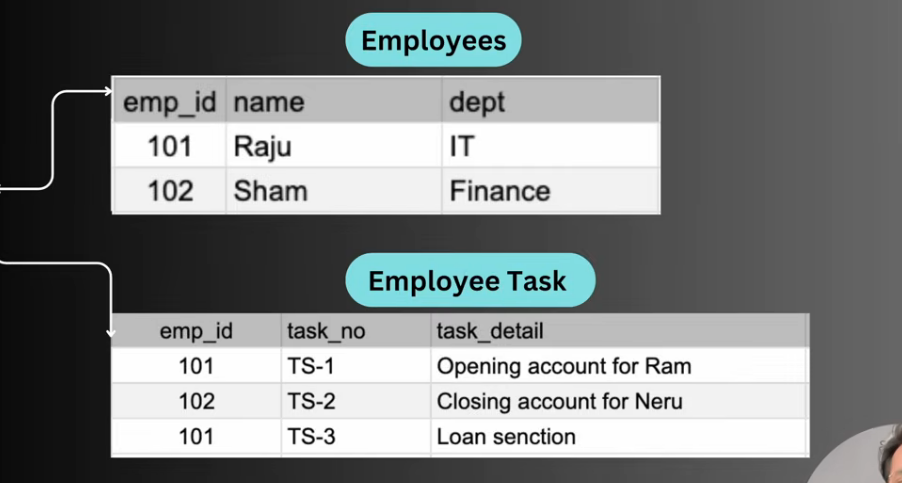 Employees
emp_id name dept
101 Raju IT
102 Sham Finance
Employee Task
emp_id task_no task_detail
101 TS-1 Opening account for Ram
102 TS-2 Closing account for Neru
101 TS-3 Loan senction